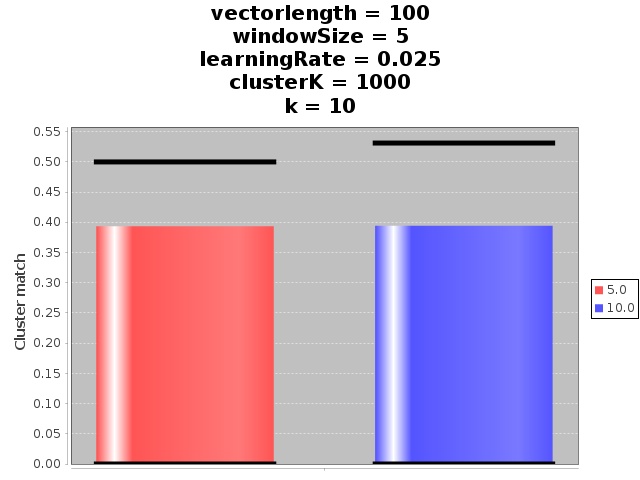 vectorlength = 100
windowSize = 5
learningRate = 0.025
clusterK = 1000
k = 10
0.55
0.50
0.45
0.40
0.35
0.30
0.25
0.20
0.15
0.10
0.05
0.00
Cluster match
5.0
10.0